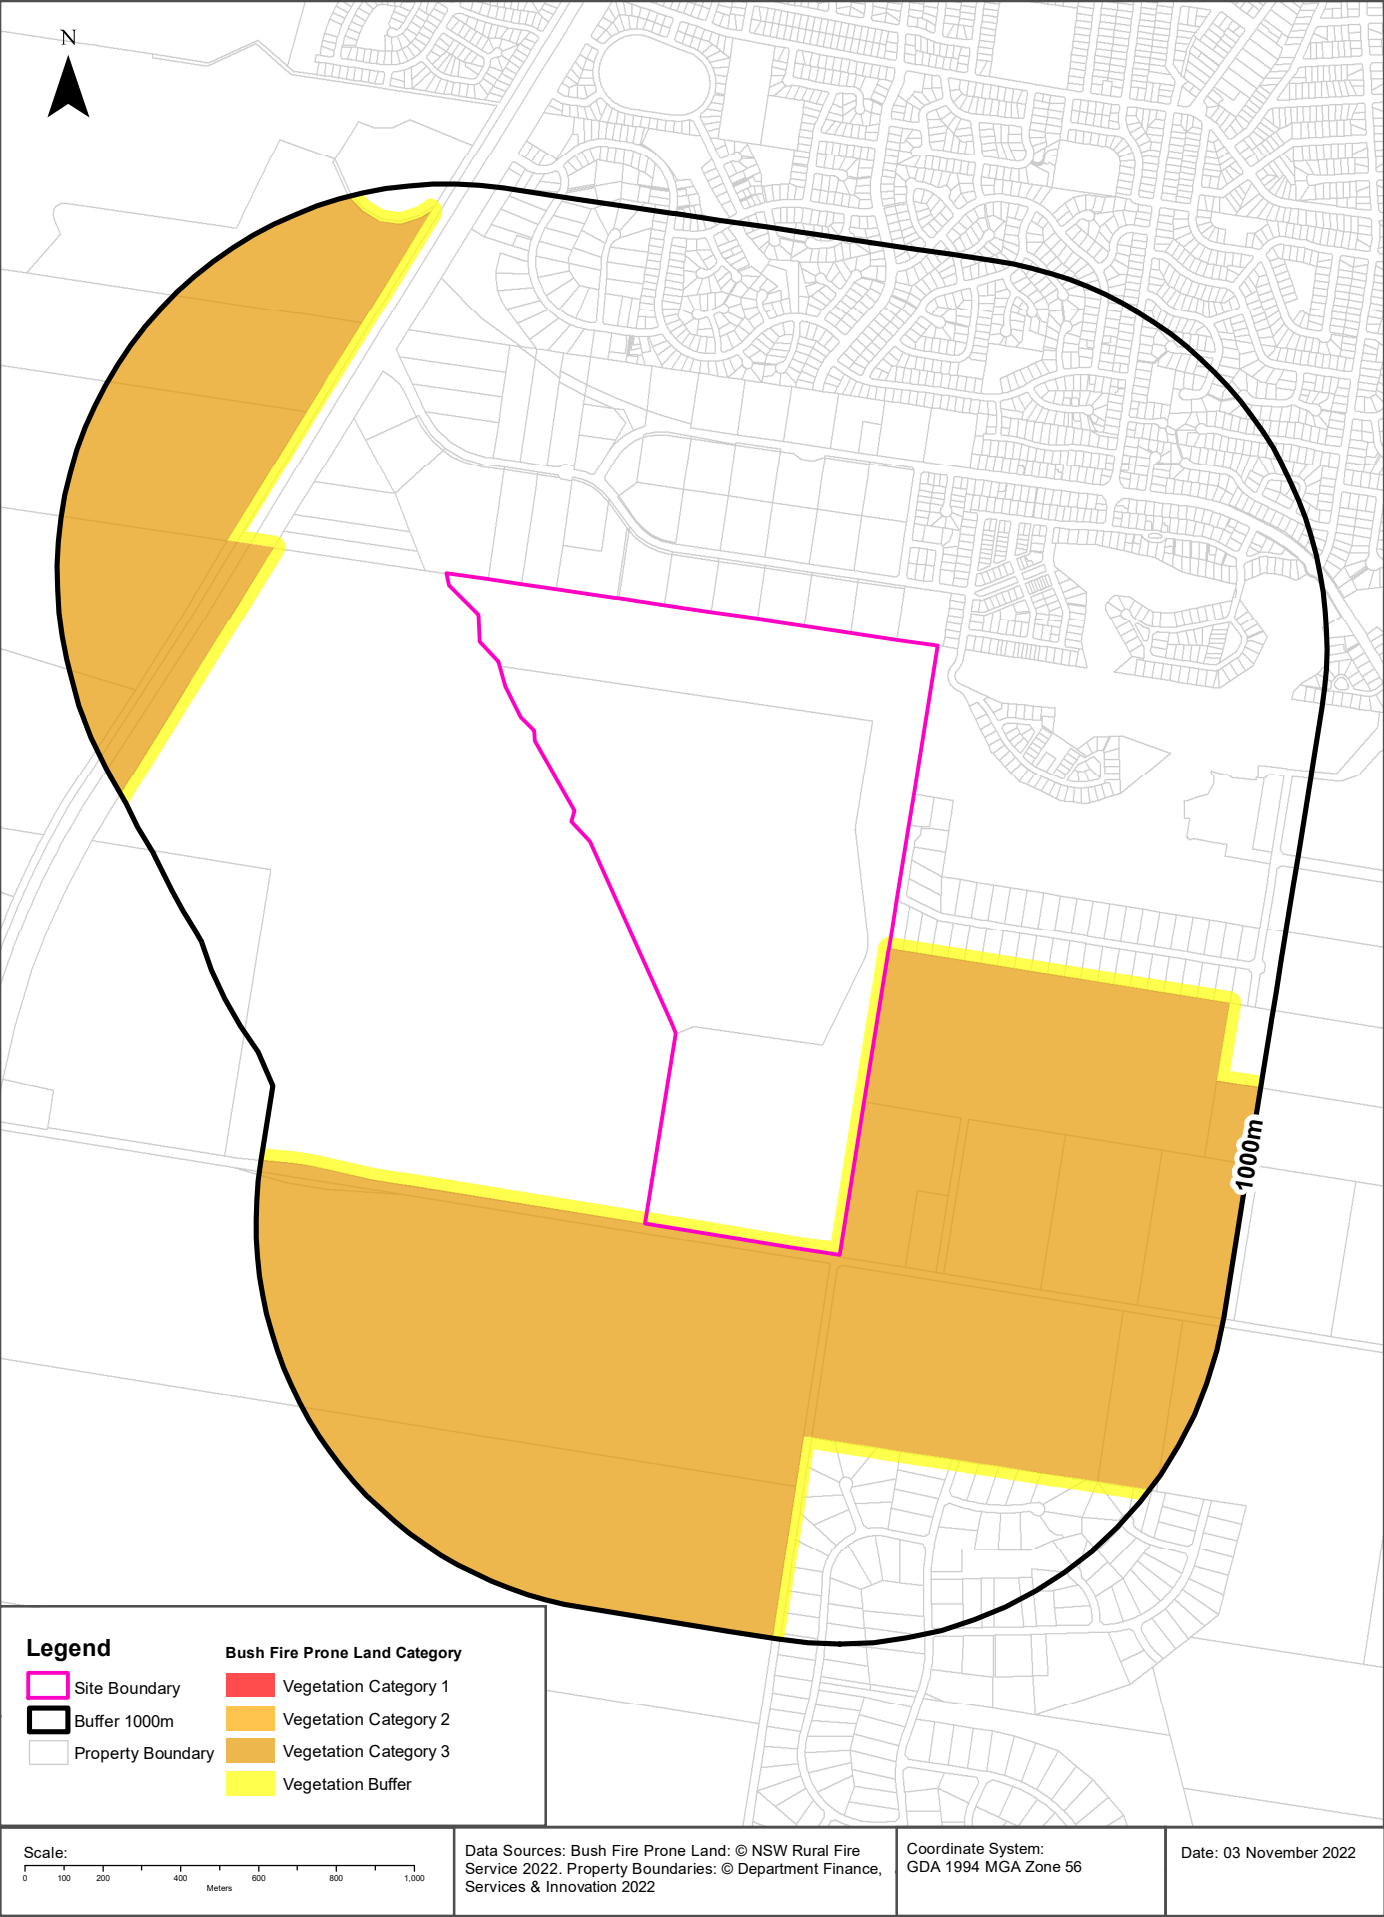 N
1000m
Legend
Site Boundary
Buffer 1000m
Property Boundary
Bush Fire Prone Land Category
Vegetation Category 1
Vegetation Category 2
Vegetation Category 3
Vegetation Buffer
Scale:
0 100 200 400 600 800 1,000
Meters
Data Sources: Bush Fire Prone Land: © NSW Rural Fire
Service 2022. Property Boundaries: © Department Finance,
Services & Innovation 2022
Coordinate System:
GDA 1994 MGA Zone 56
Date: 03 November 2022